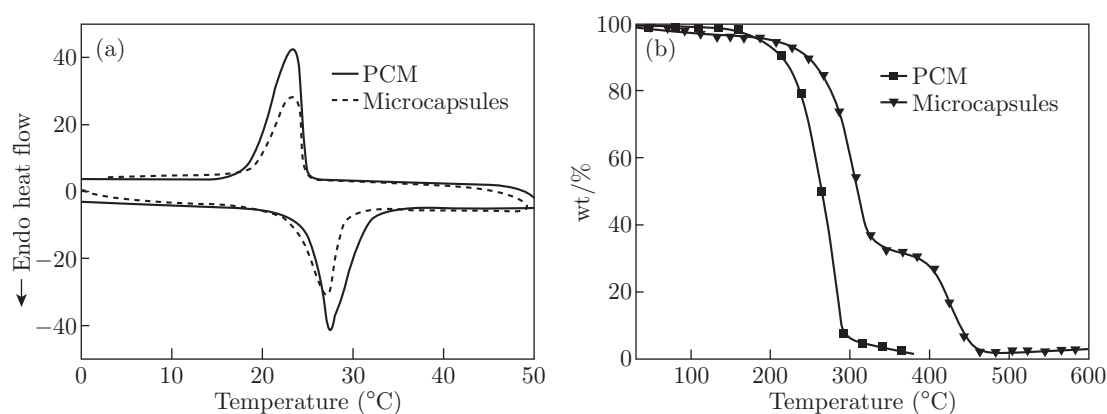 (a)
PCM
Microcapsules
← Endo heat flow
40
20
0
−20
−40
0 10 20 30 40 50
Temperature (°C)
(b)
PCM
Microcapsules
wt/%
100
80
60
40
20
0
100 200 300 400 500 600
Temperature (°C)